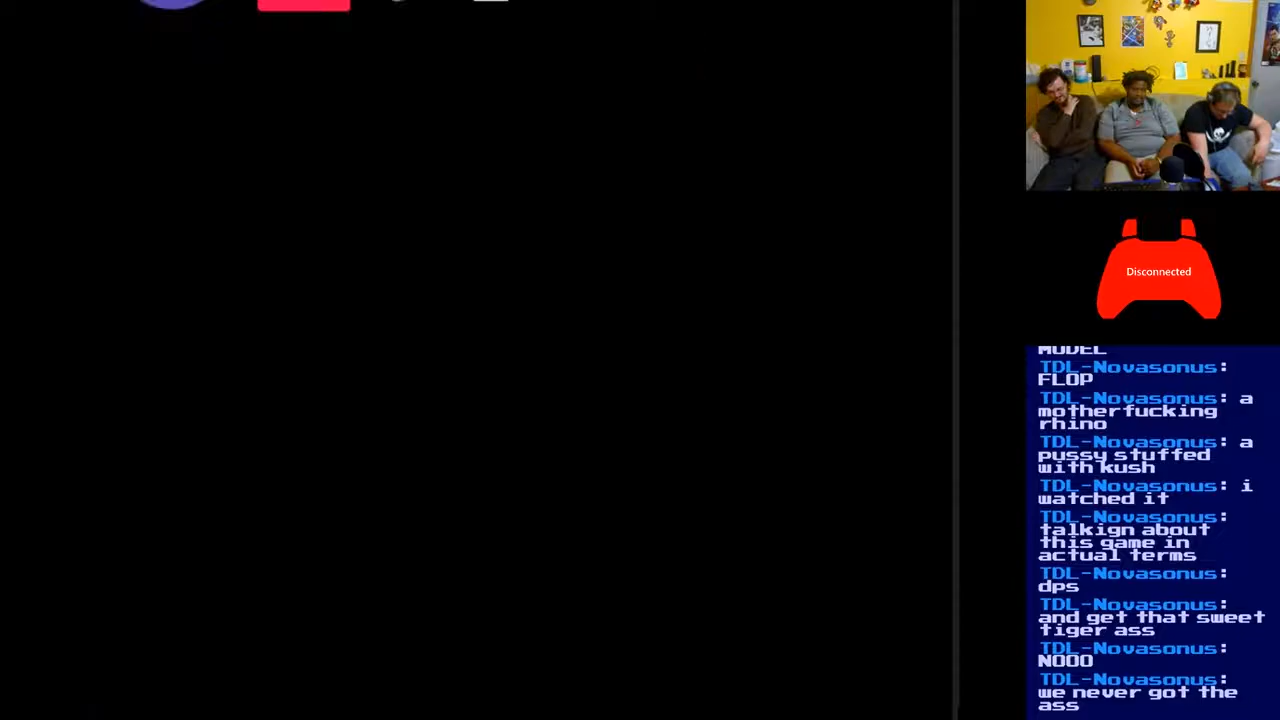 Disconnected
MODEL
TDL-Novasonus:
FLOP
TDL-Novasonus: a
motherfucking
rhino
TDL-Novasonus: a
pussy stuffed
with kush
TDL-Novasonus: i
watched it
TDL-Novasonus:
talkign about
this game in
actual terms
TDL-Novasonus:
dps
TDL-Novasonus:
and get that sweet
tiger ass
TDL-Novasonus:
NOOO
TDL-Novasonus:
we never got the
ass